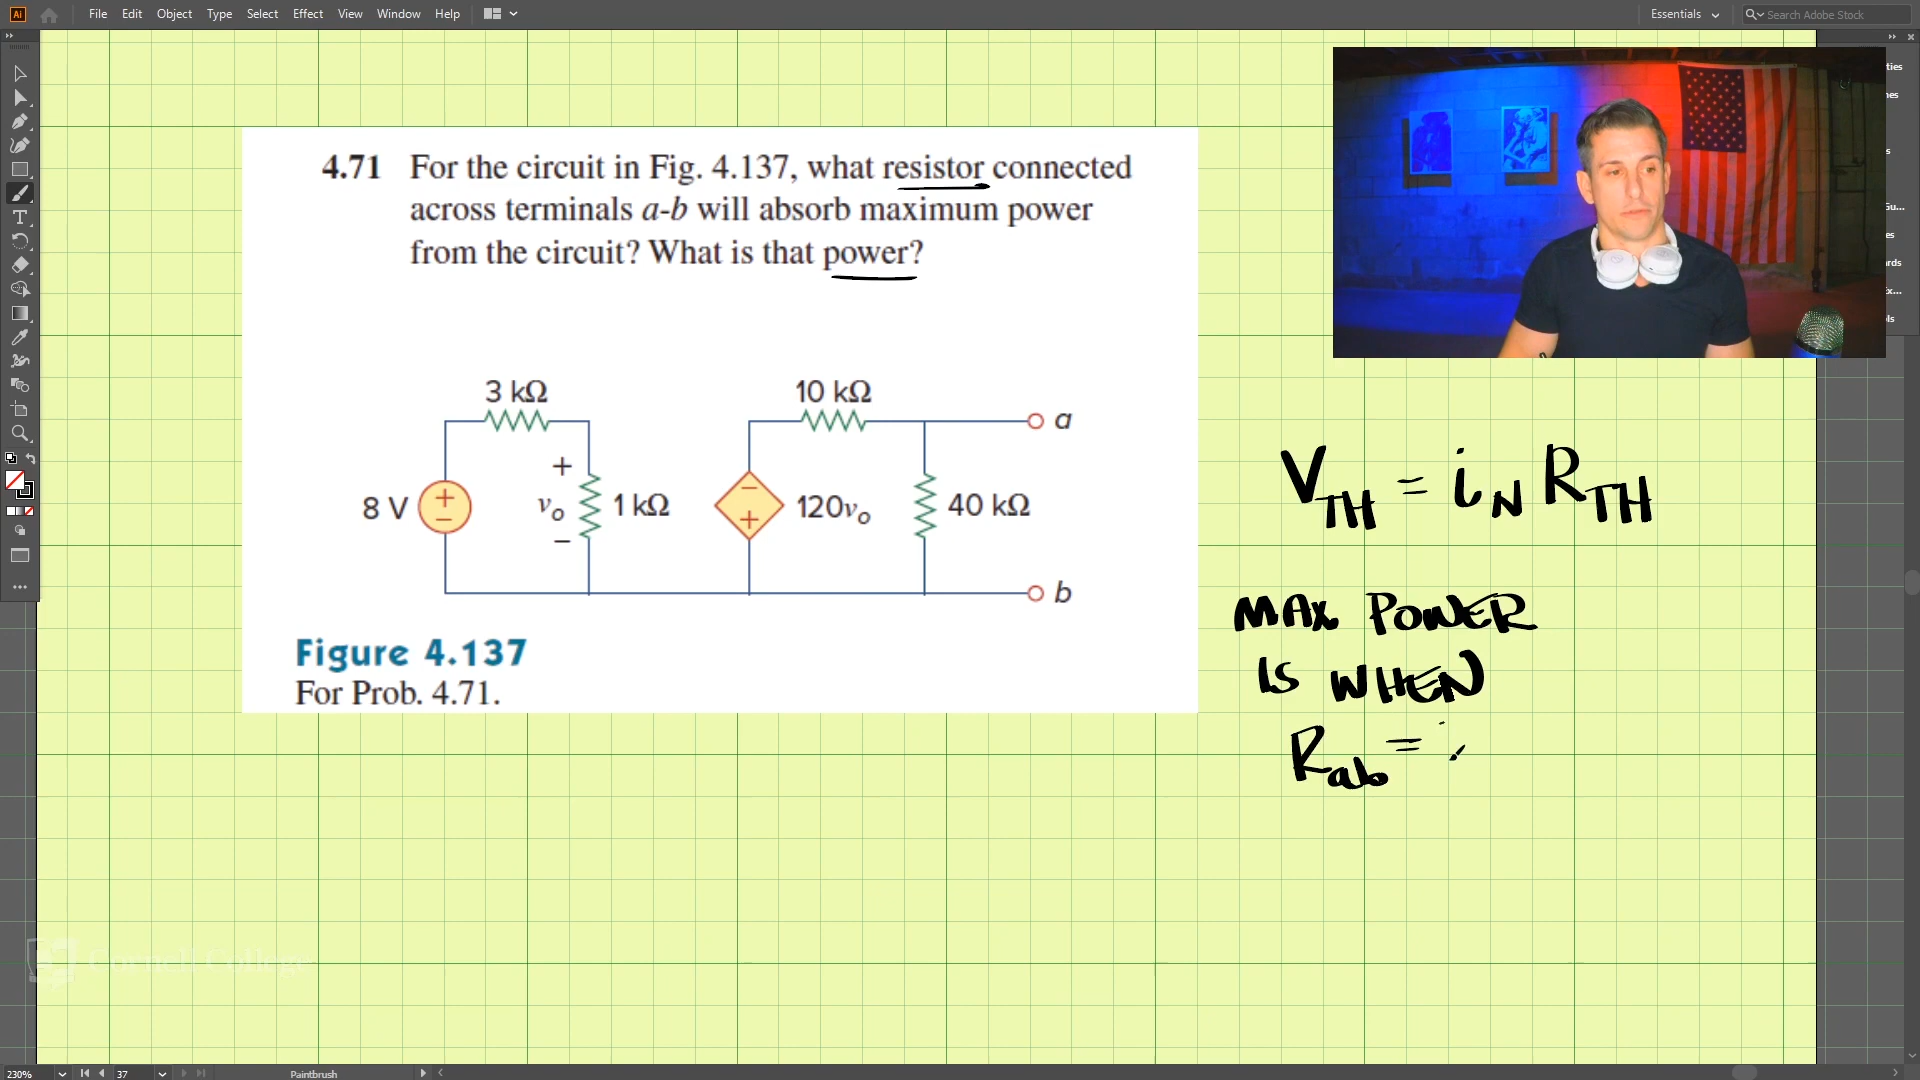 File Edit Object Type Select Effect View Window Help
Essentials
Search Adobe Stock
4.71 For the circuit in Fig. 4.137, what resistor connected
across terminals a-b will absorb maximum power
from the circuit? What is that power?
3 kΩ
10 kΩ
a
+
8 V
+
−
vo
1 kΩ
−
−
+
120vo
40 kΩ
b
Figure 4.137
For Prob. 4.71.
VTH = iN RTH
MAX POWER
IS WHEN
Rab =
Cornell College
230%
37
Paintbrush